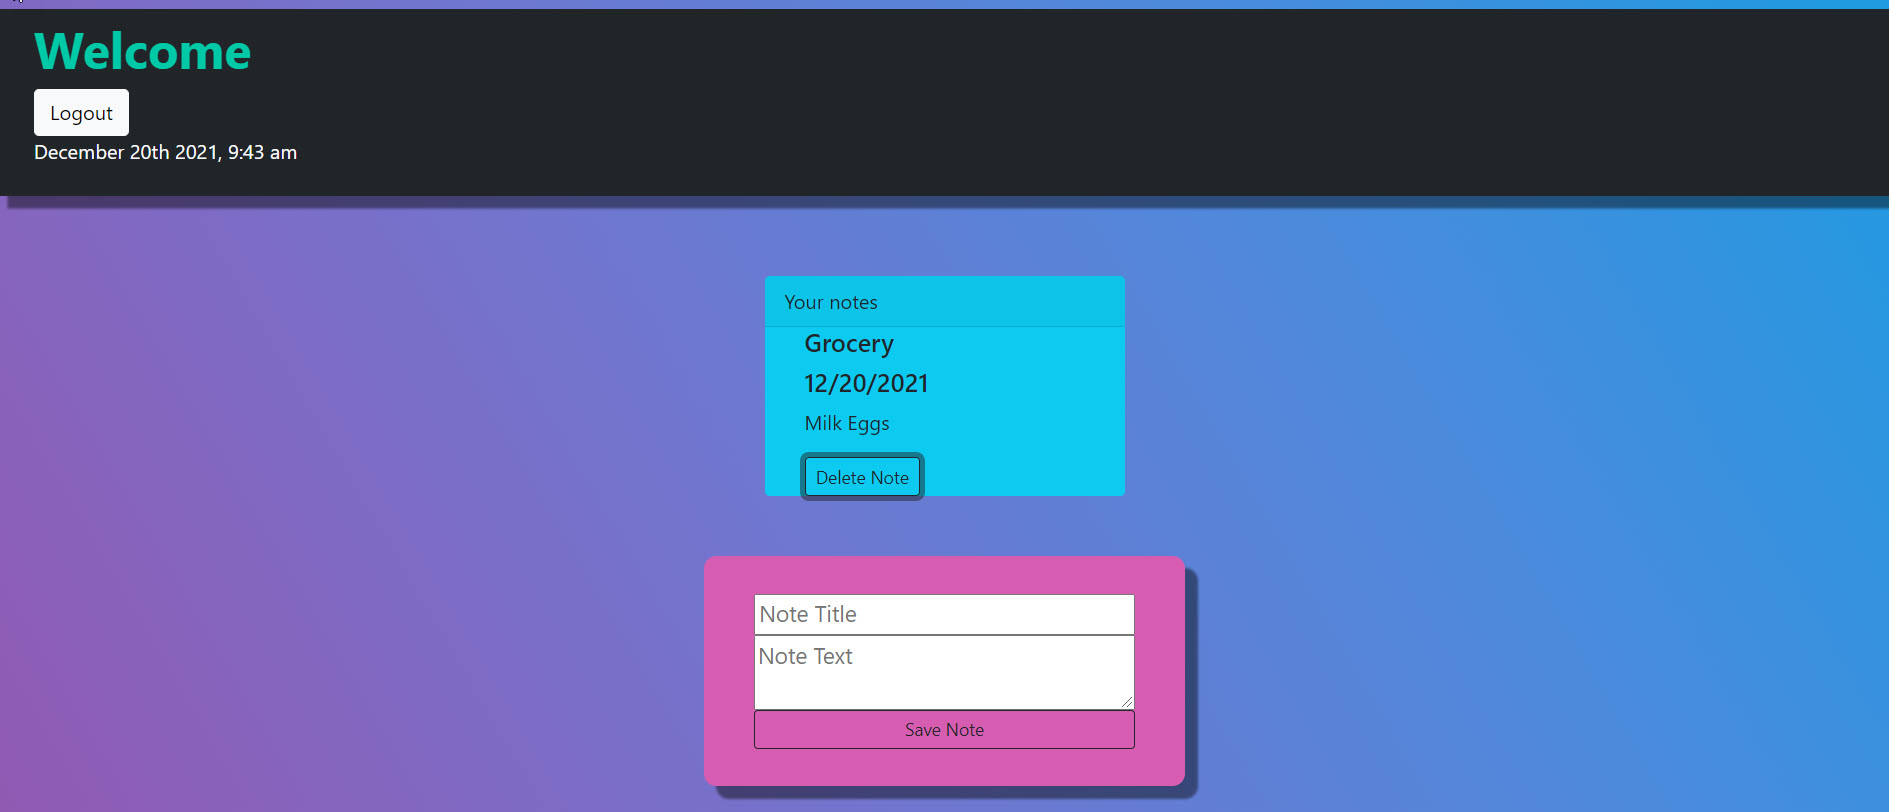 Welcome
Logout
December 20th 2021, 9:43 am
Your notes
Grocery
12/20/2021
Milk Eggs
Delete Note
Note Title
Note Text
Save Note